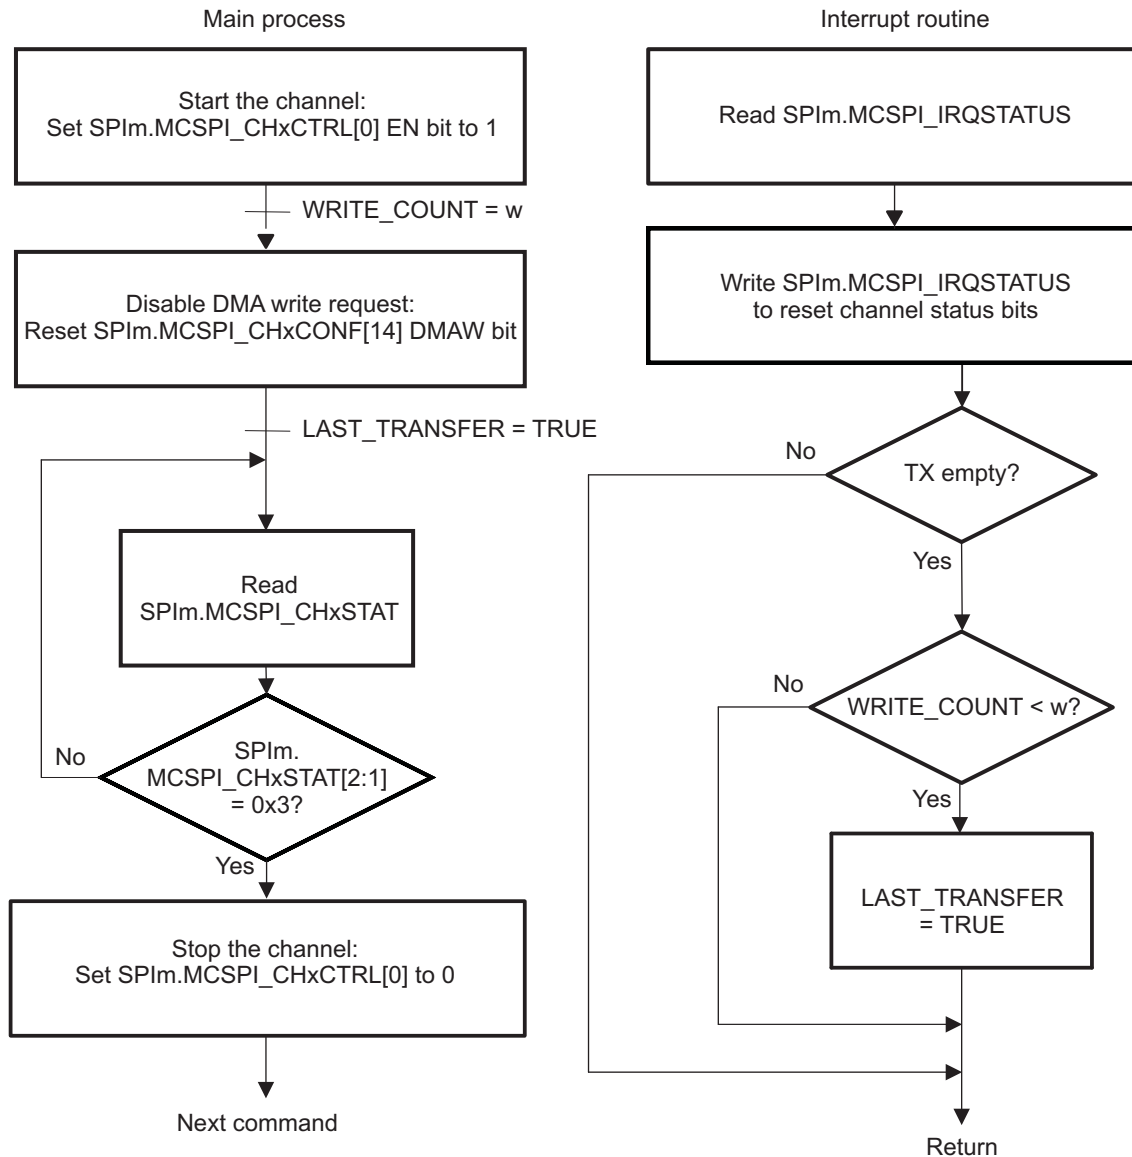 Main process
Start the channel:
Set SPIm.MCSPI_CHxCTRL[0] EN bit to 1
WRITE_COUNT = w
Disable DMA write request:
Reset SPIm.MCSPI_CHxCONF[14] DMAW bit
LAST_TRANSFER = TRUE
Read
SPIm.MCSPI_CHxSTAT
SPIm.
MCSPI_CHxSTAT[2:1]
= 0x3?
No
Yes
Stop the channel:
Set SPIm.MCSPI_CHxCTRL[0] to 0
Next command
Interrupt routine
Read SPIm.MCSPI_IRQSTATUS
Write SPIm.MCSPI_IRQSTATUS
to reset channel status bits
TX empty?
No
Yes
WRITE_COUNT < w?
No
Yes
LAST_TRANSFER
= TRUE
Return